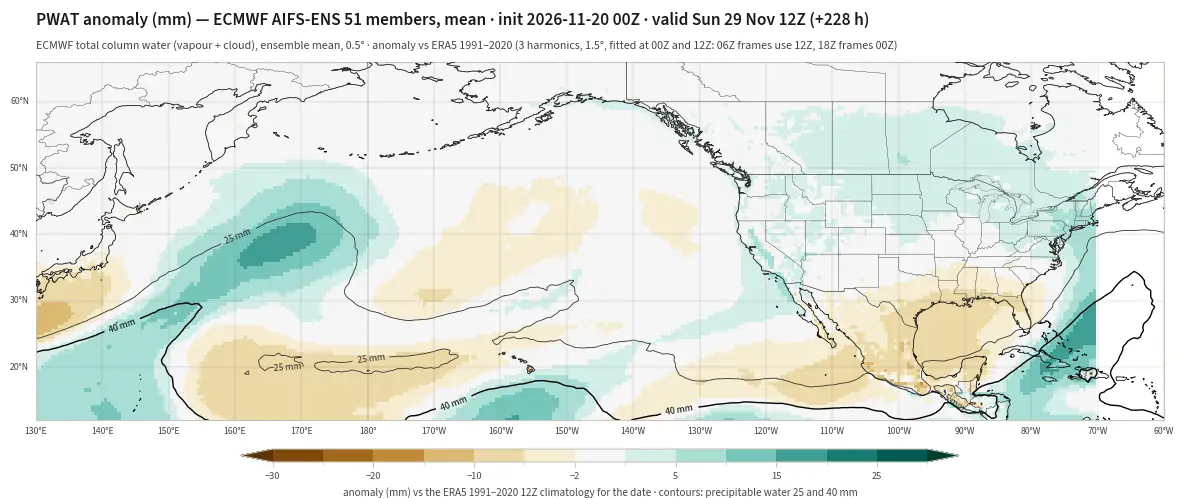 PWAT anomaly (mm) — ECMWF AIFS-ENS 51 members, mean · init 2026-11-20 00Z · valid Sun 29 Nov 12Z (+228 h)
ECMWF total column water (vapour + cloud), ensemble mean, 0.5° · anomaly vs ERA5 1991–2020 (3 harmonics, 1.5°, fitted at 00Z and 12Z: 06Z frames use 12Z, 18Z frames 00Z)
60°N
50°N
40°N
30°N
20°N
25 mm
40 mm
25 mm
25 mm
40 mm
40 mm
130°E 140°E 150°E 160°E 170°E 180° 170°W 160°W 150°W 140°W 130°W 120°W 110°W 100°W 90°W 80°W 70°W 60°W
−30 −20 −10 −2 5 15 25
anomaly (mm) vs the ERA5 1991–2020 12Z climatology for the date · contours: precipitable water 25 and 40 mm